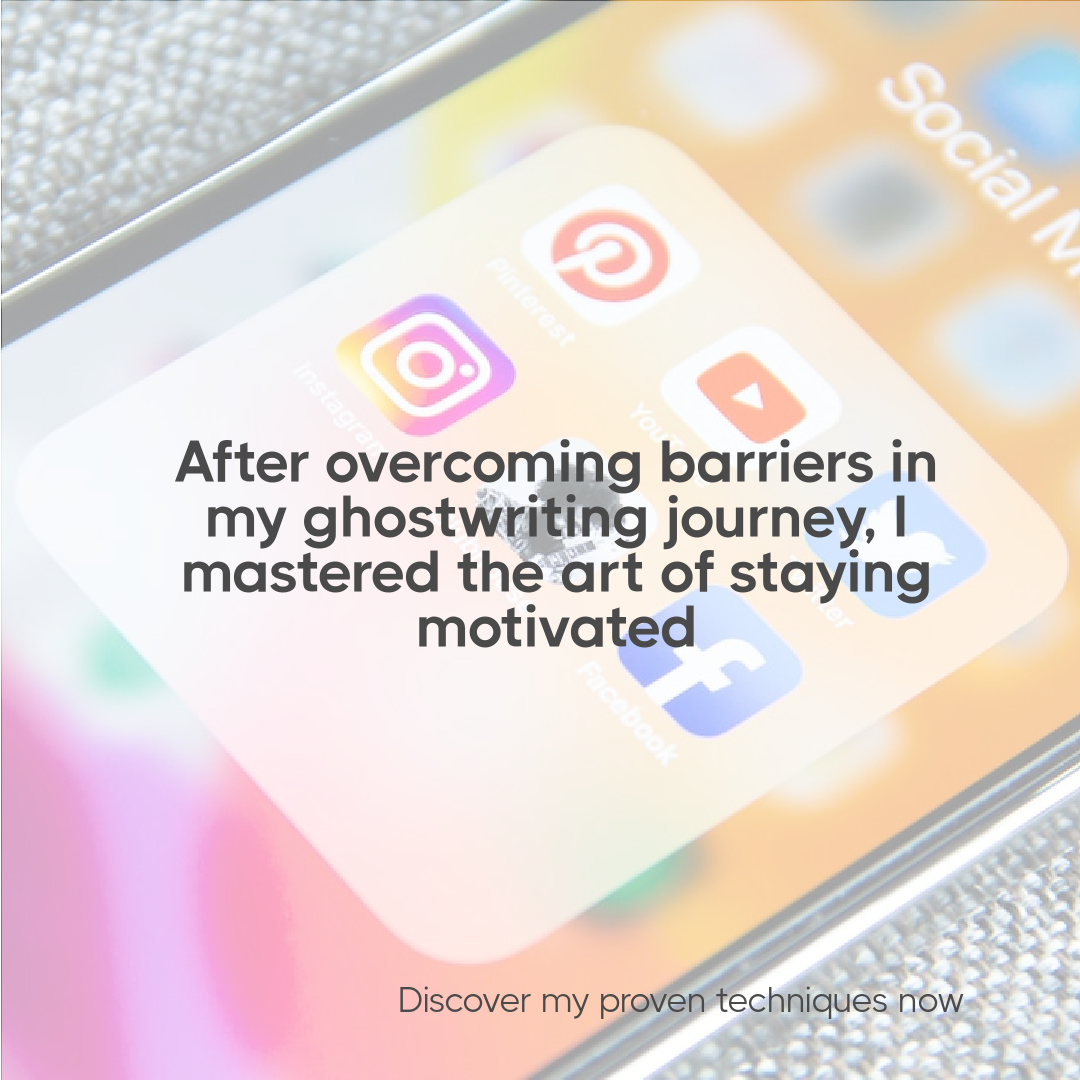 Social M
Pinterest
Instagram
YouTube
After overcoming barriers in
my ghostwriting journey, I
mastered the art of staying
motivated
Facebook
Discover my proven techniques now